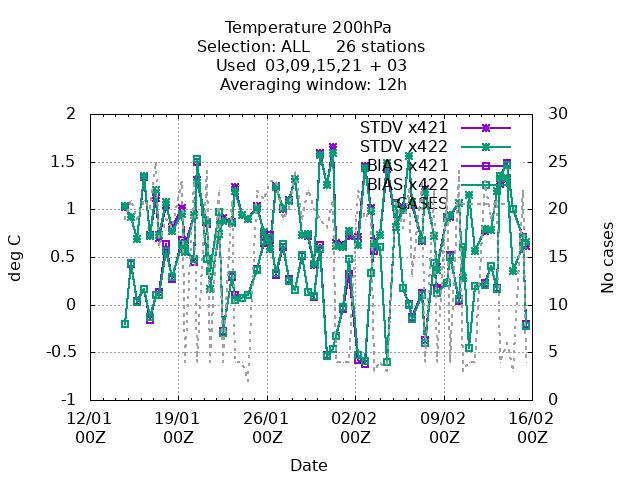 Temperature 200hPa
Selection: ALL 26 stations
Used 03,09,15,21 + 03
Averaging window: 12h
2
1.5
1
0.5
0
-0.5
-1
30
25
20
15
10
5
0
STDV x421
STDV x422
BIAS x421
BIAS x422
CASES
deg C
No cases
12/01 19/01 26/01 02/02 09/02 16/02
00Z 00Z 00Z 00Z 00Z 00Z
Date